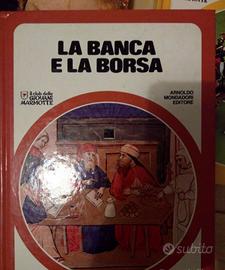 LA BANCA
E LA BORSA
il club delle
GIOVANI
MARMOTTE
ARNOLDO
MONDADORI
EDITORE
subito